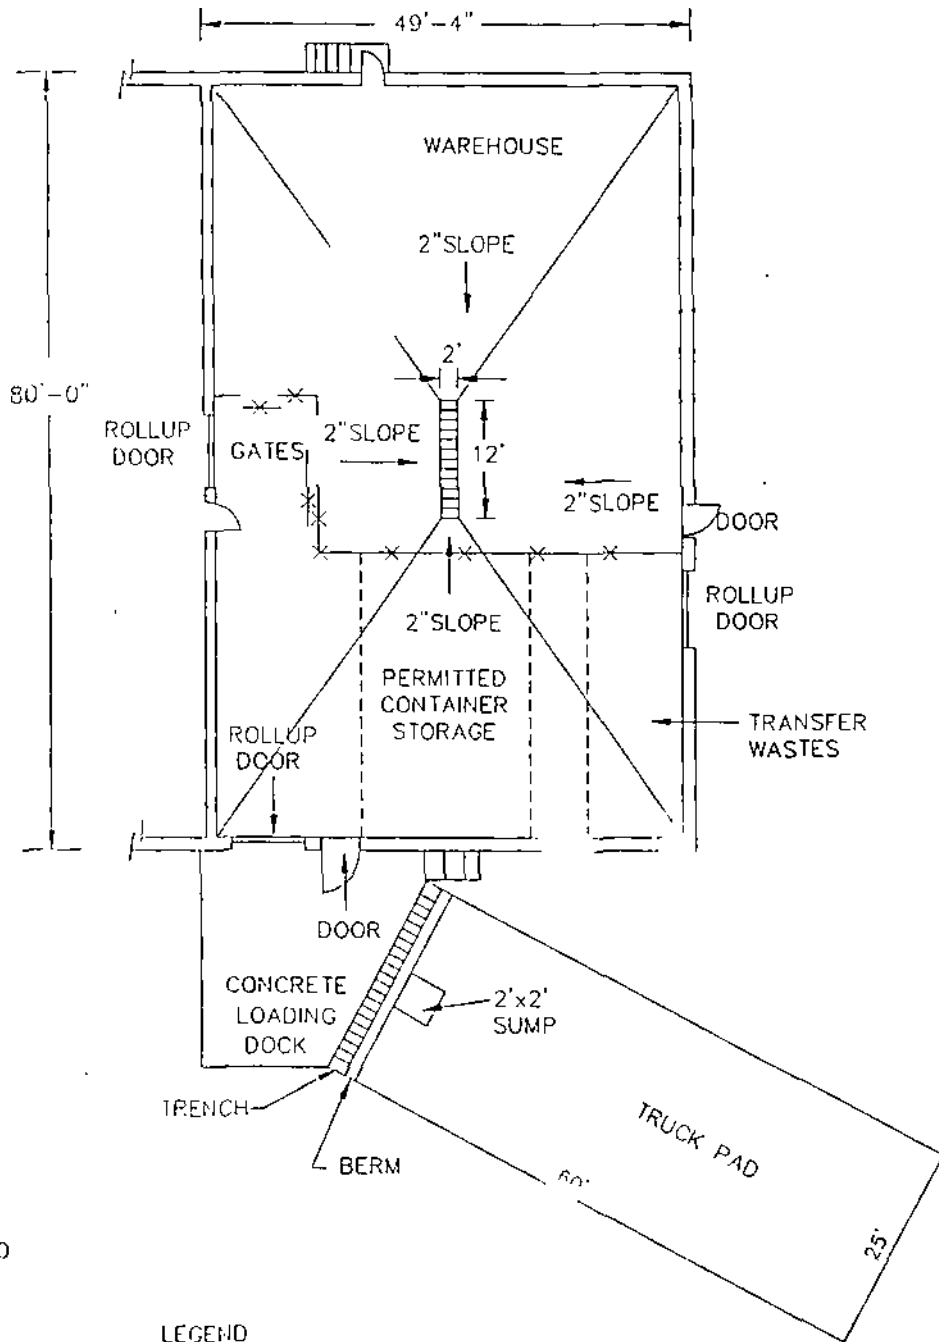 49'-4"
WAREHOUSE
2"SLOPE
2'
80'-0"
ROLLUP
DOOR
GATES
2"SLOPE
12'
2"SLOPE
DOOR
ROLLUP
DOOR
2"SLOPE
PERMITTED
CONTAINER
STORAGE
TRANSFER
WASTES
ROLLUP
DOOR
DOOR
CONCRETE
LOADING
DOCK
2'x2'
SUMP
TRENCH
BERM
TRUCK PAD
60'
25'
LEGEND